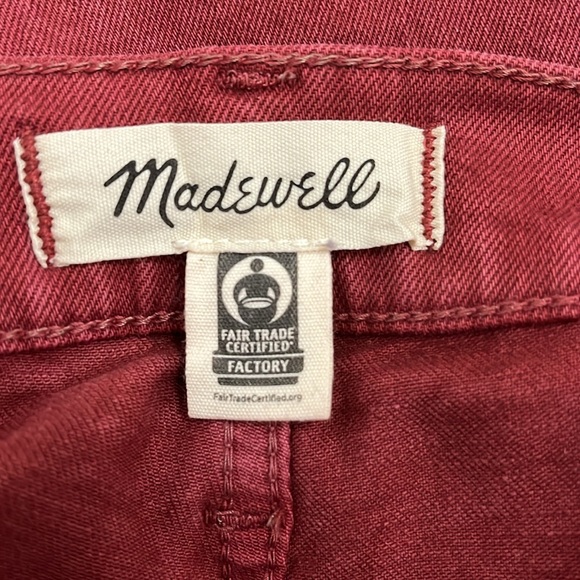 Madewell
FAIR TRADE
CERTIFIED
FACTORY
FairTradeCertified.org